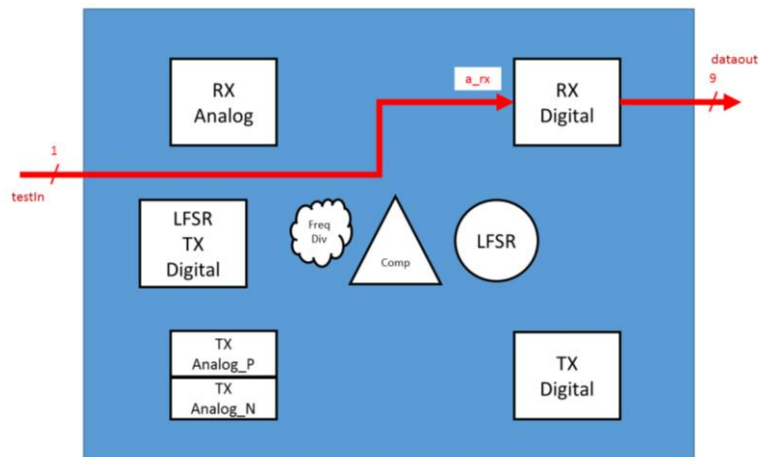 RX
Analog
a_rx
RX
Digital
dataout
9
1
testIn
LFSR
TX
Digital
Freq
Div
Comp
LFSR
TX
Analog_P
TX
Analog_N
TX
Digital